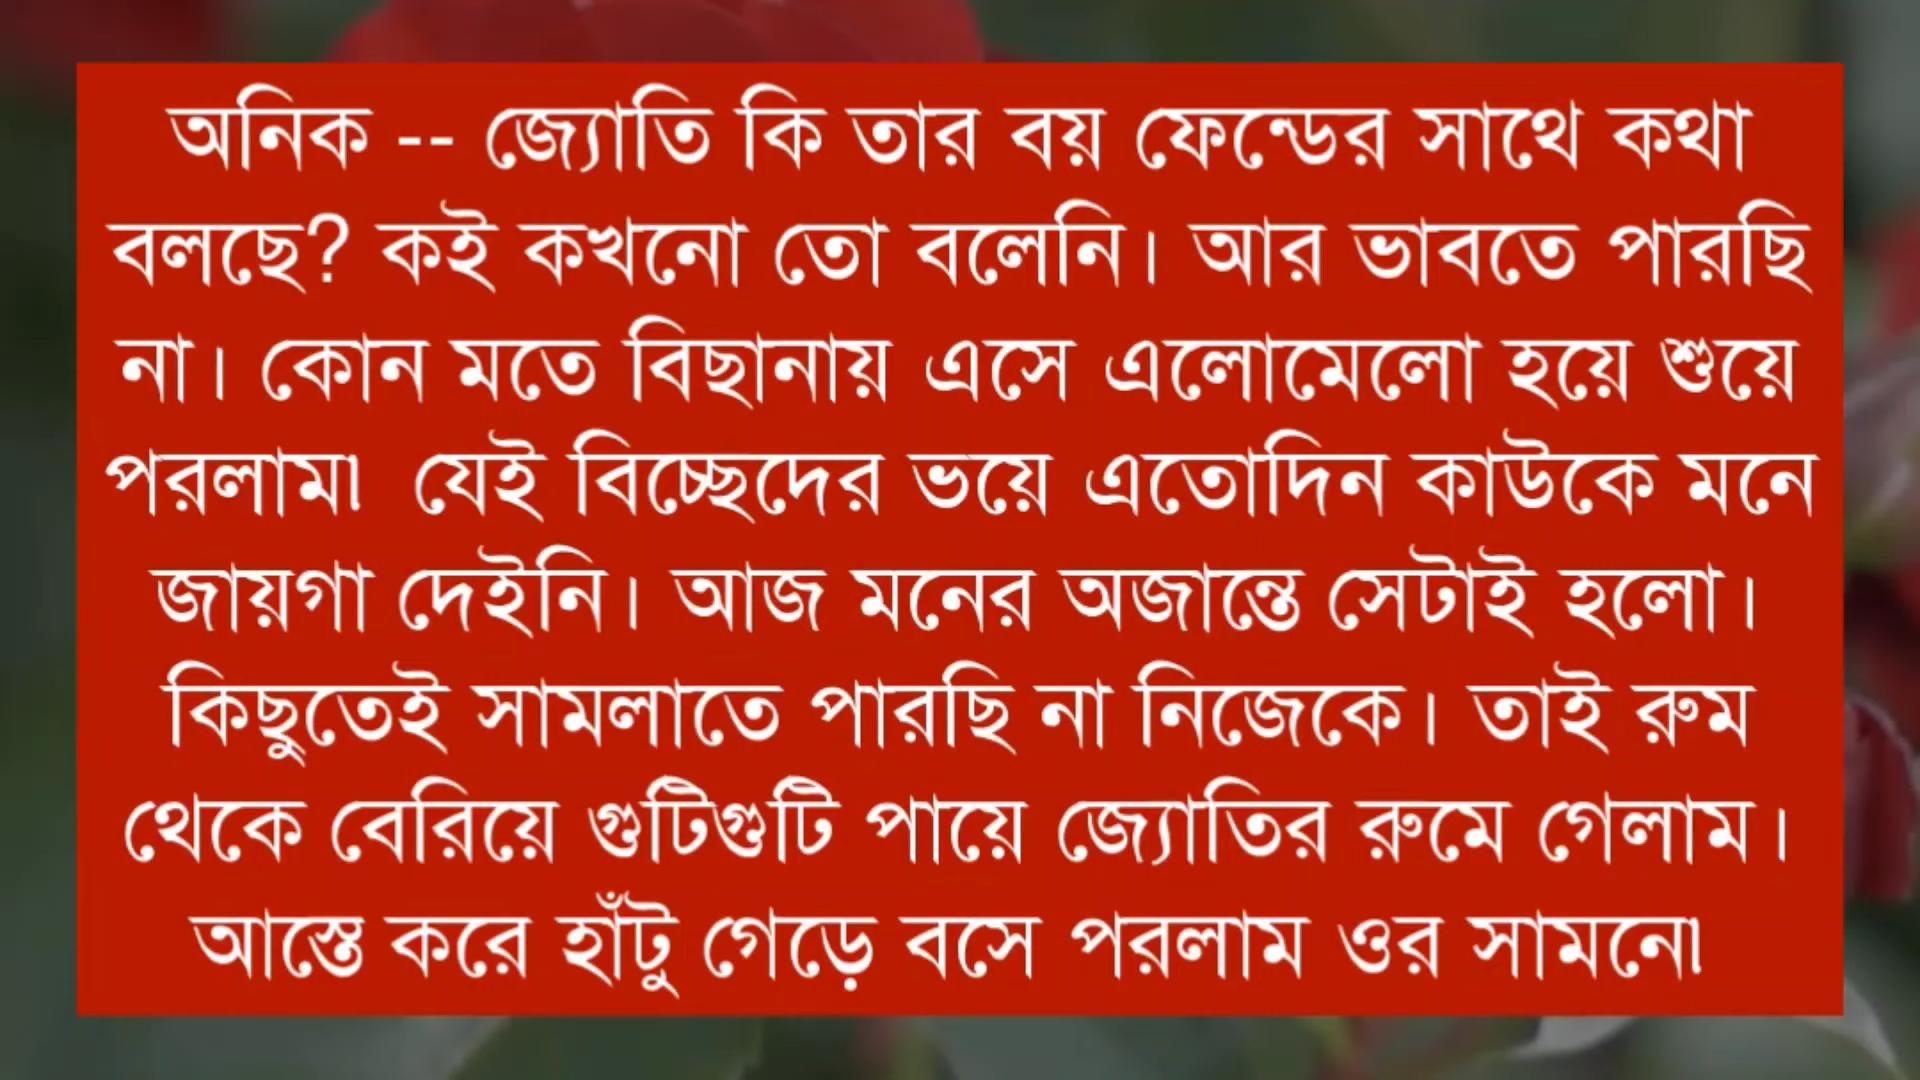 অনিক -- জ্যোতি কি তার বয় ফেন্ডের সাথে কথা
বলছে? কই কখনো তো বলেনি। আর ভাবতে পারছি
না। কোন মতে বিছানায় এসে এলোমেলো হয়ে শুয়ে
পরলাম৷ যেই বিচ্ছেদের ভয়ে এতোদিন কাউকে মনে
জায়গা দেইনি। আজ মনের অজান্তে সেটাই হলো।
কিছুতেই সামলাতে পারছি না নিজেকে। তাই রুম
থেকে বেরিয়ে গুটিগুটি পায়ে জ্যোতির রুমে গেলাম।
আস্তে করে হাঁটু গেড়ে বসে পরলাম ওর সামনে৷